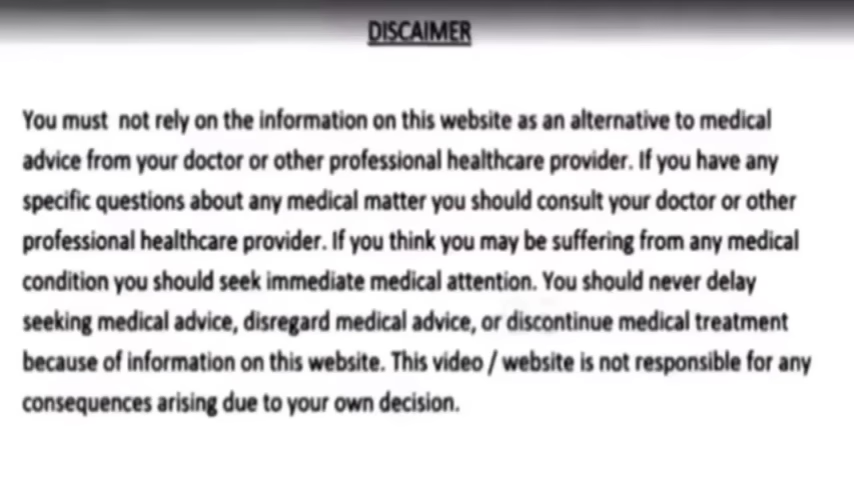 DISCAIMER
You must not rely on the information on this website as an alternative to medical
advice from your doctor or other professional healthcare provider. If you have any
specific questions about any medical matter you should consult your doctor or other
professional healthcare provider. If you think you may be suffering from any medical
condition you should seek immediate medical attention. You should never delay
seeking medical advice, disregard medical advice, or discontinue medical treatment
because of information on this website. This video / website is not responsible for any
consequences arising due to your own decision.